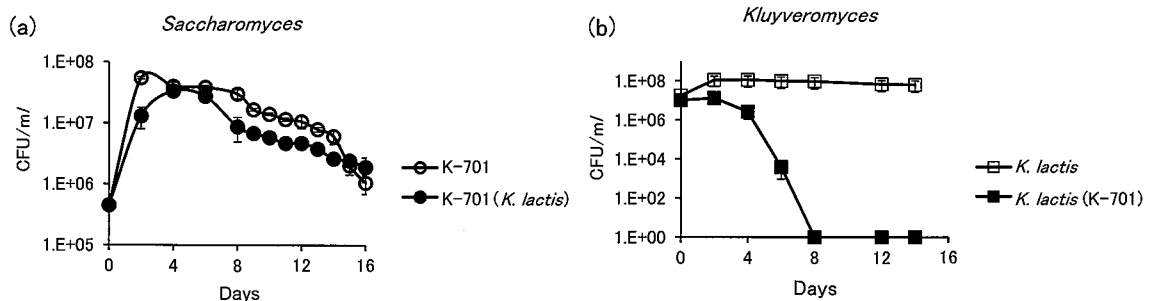 (a)
Saccharomyces
1.E+08
1.E+07
1.E+06
1.E+05
CFU/ml
0 4 8 12 16
Days
K-701
K-701 (K. lactis)
(b)
Kluyveromyces
1.E+08
1.E+06
1.E+04
1.E+02
1.E+00
CFU/ml
0 4 8 12 16
Days
K. lactis
K. lactis (K-701)